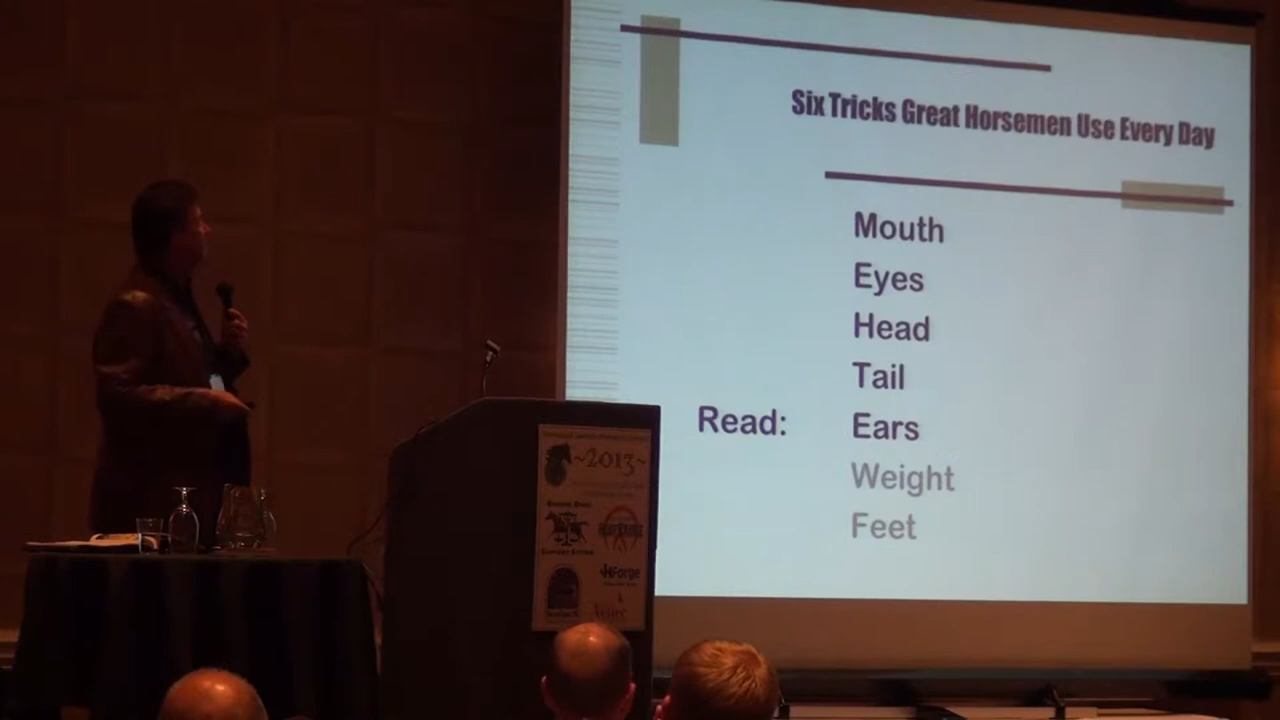 Six Tricks Great Horsemen Use Every Day
Mouth
Eyes
Head
Tail
Read: Ears
Weight
Feet
~2013~
Forge